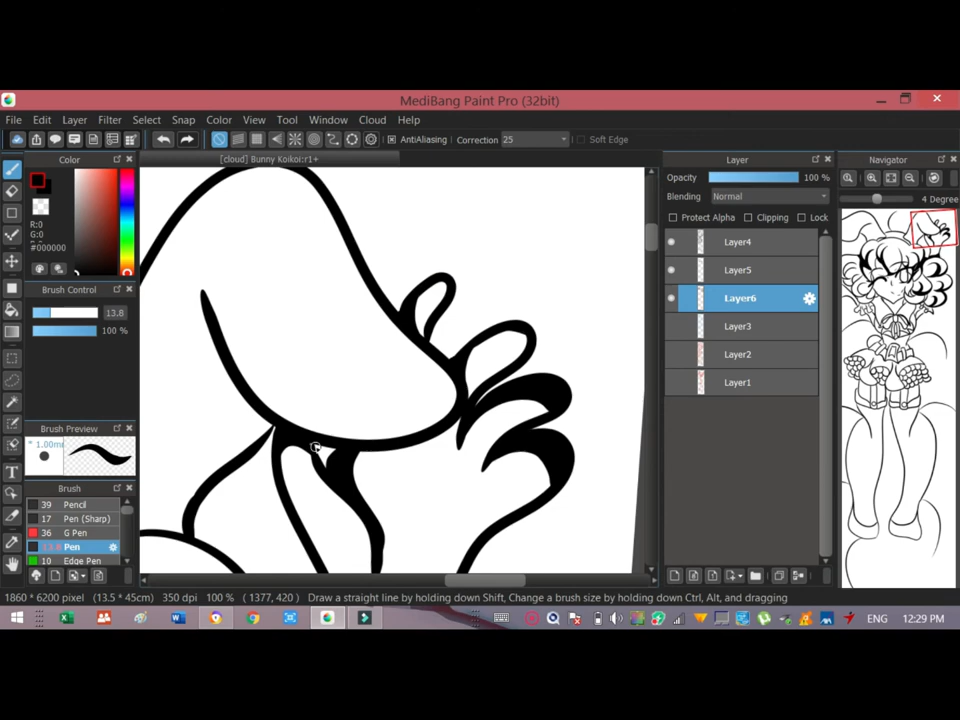 MediBang Paint Pro (32bit)
File Edit Layer Filter Select Snap Color View Tool Window Cloud Help
AntiAliasing Correction 25 Soft Edge
Color
[cloud] Bunny Koikoi:r1+
Layer
Navigator
R:0
G:0
#000000
Opacity 100 %
Blending Normal
Protect Alpha Clipping Lock
4 Degree
Layer4
Layer5
Layer6
Layer3
Layer2
Layer1
Brush Control
13.8
100 %
Brush Preview
* 1.00m
Brush
39 Pencil
17 Pen (Sharp)
36 G Pen
13.8 Pen
10 Edge Pen
1860 * 6200 pixel (13.5 * 45cm) 350 dpi 100 % ( 1377, 420 ) Draw a straight line by holding down Shift, Change a brush size by holding down Ctrl, Alt, and dragging
ENG 12:29 PM